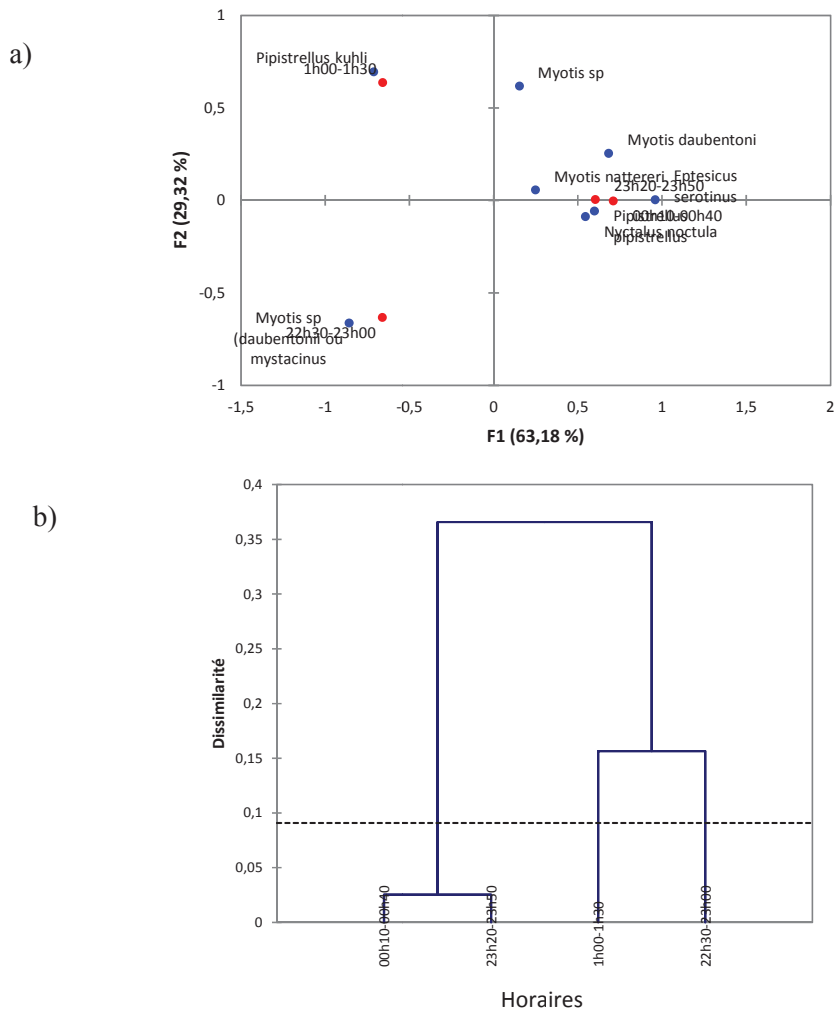 a)
1
0,5
0
-0,5
-1
F2 (29,32 %)
Pipistrellus kuhli
1h00-1h30
Myotis sp
Myotis daubentoni
Myotis nattereri
Eptesicus
serotinus
23h20-23h50
00h10-00h40
Pipistrellus
pipistrellus
Nyctalus noctula
Myotis sp
(daubentonii ou
mystacinus
22h30-23h00
-1,5
-1
-0,5
0
0,5
1
1,5
2
F1 (63,18 %)
b)
0,4
0,35
0,3
0,25
0,2
0,15
0,1
0,05
0
Dissimilarité
00h10-00h40
23h20-23h50
1h00-1h30
22h30-23h00
Horaires